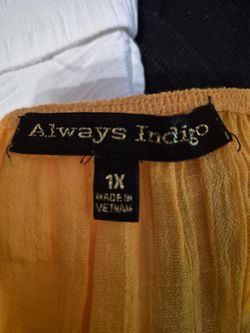 Always Indigo
1X
MADE IN
VIETNAM